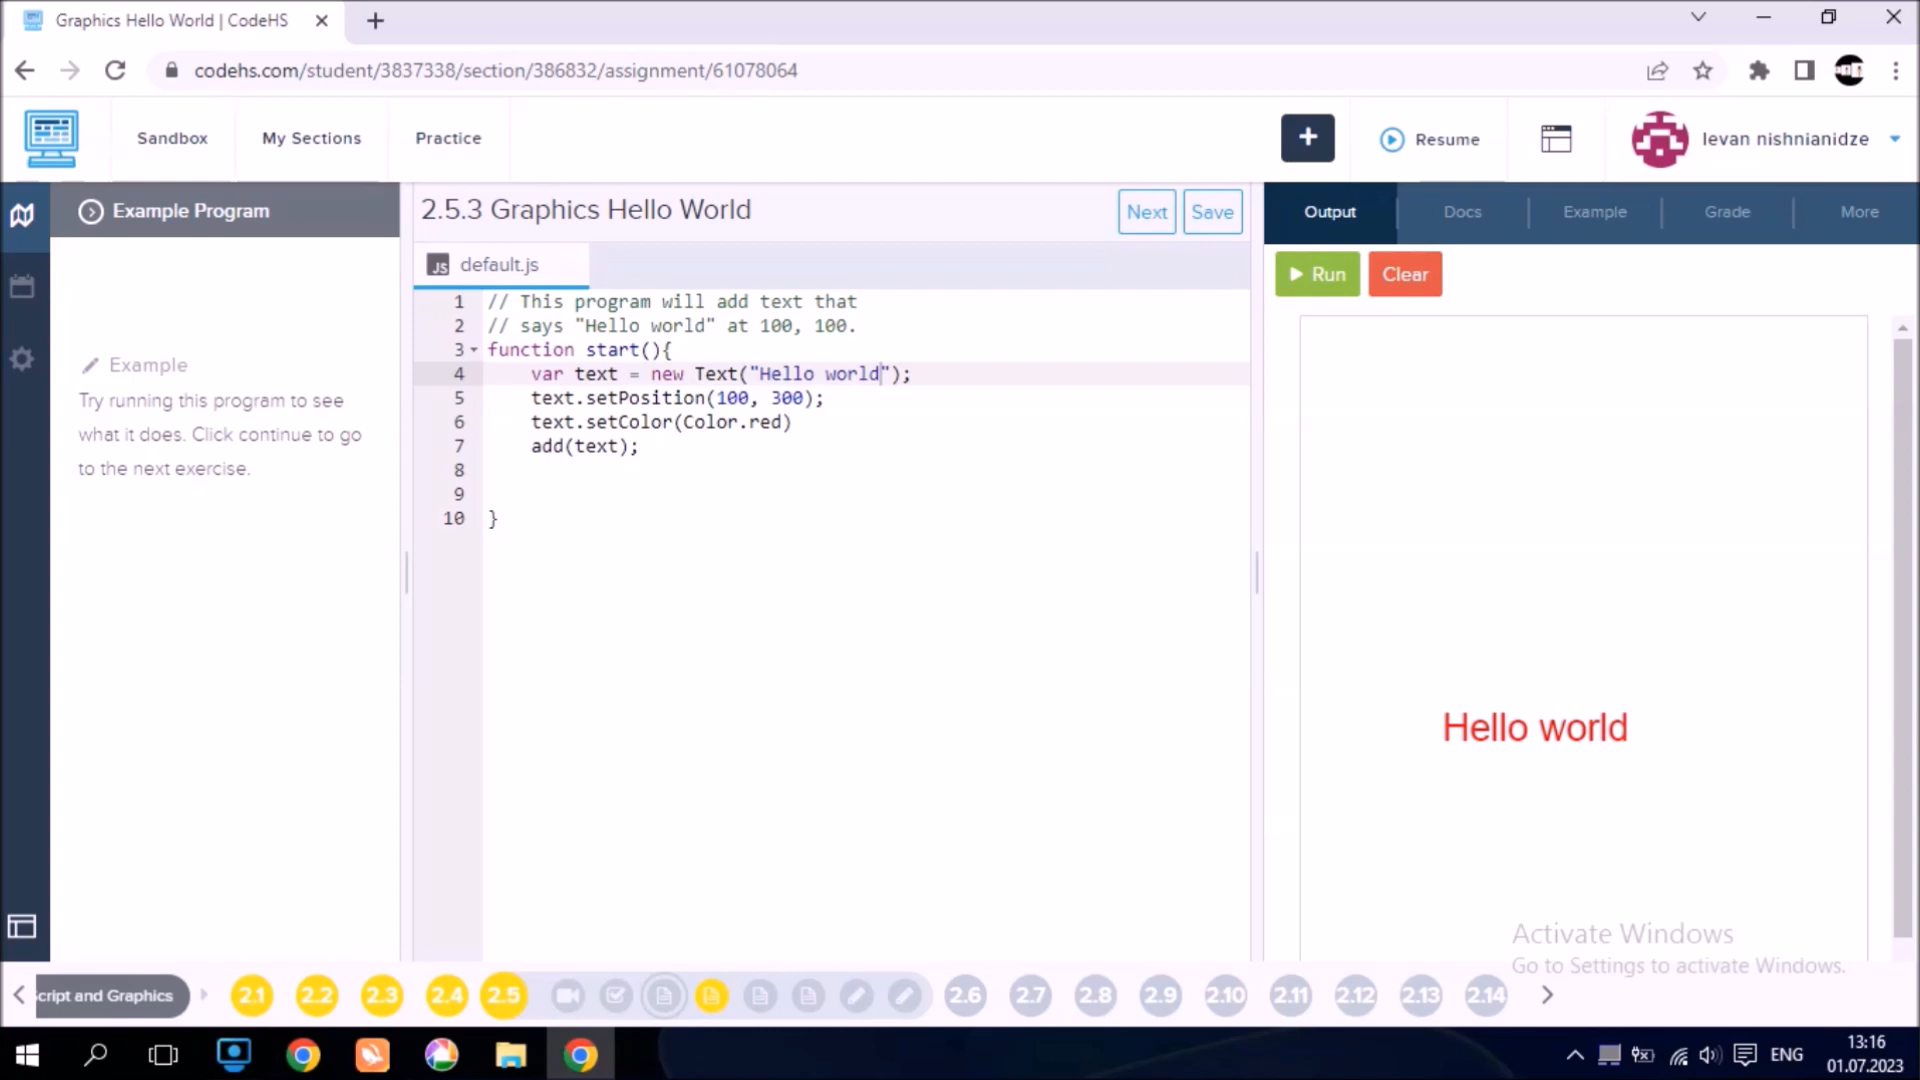 Graphics Hello World | CodeHS
codehs.com/student/3837338/section/386832/assignment/61078064
Sandbox
My Sections
Practice
+
Resume
levan nishnianidze
Example Program
2.5.3 Graphics Hello World
Next
Save
Output
Docs
Example
Grade
More
JS default.js
Run
Clear
Example
Try running this program to see
what it does. Click continue to go
to the next exercise.
1 // This program will add text that
2 // says "Hello world" at 100, 100.
3 function start(){
4 var text = new Text("Hello world");
5 text.setPosition(100, 300);
6 text.setColor(Color.red)
7 add(text);
8
9
10 }
Hello world
Activate Windows
Go to Settings to activate Windows.
cript and Graphics
2.1
2.2
2.3
2.4
2.5
2.6
2.7
2.8
2.9
2.10
2.11
2.12
2.13
2.14
ENG
13:16
01.07.2023